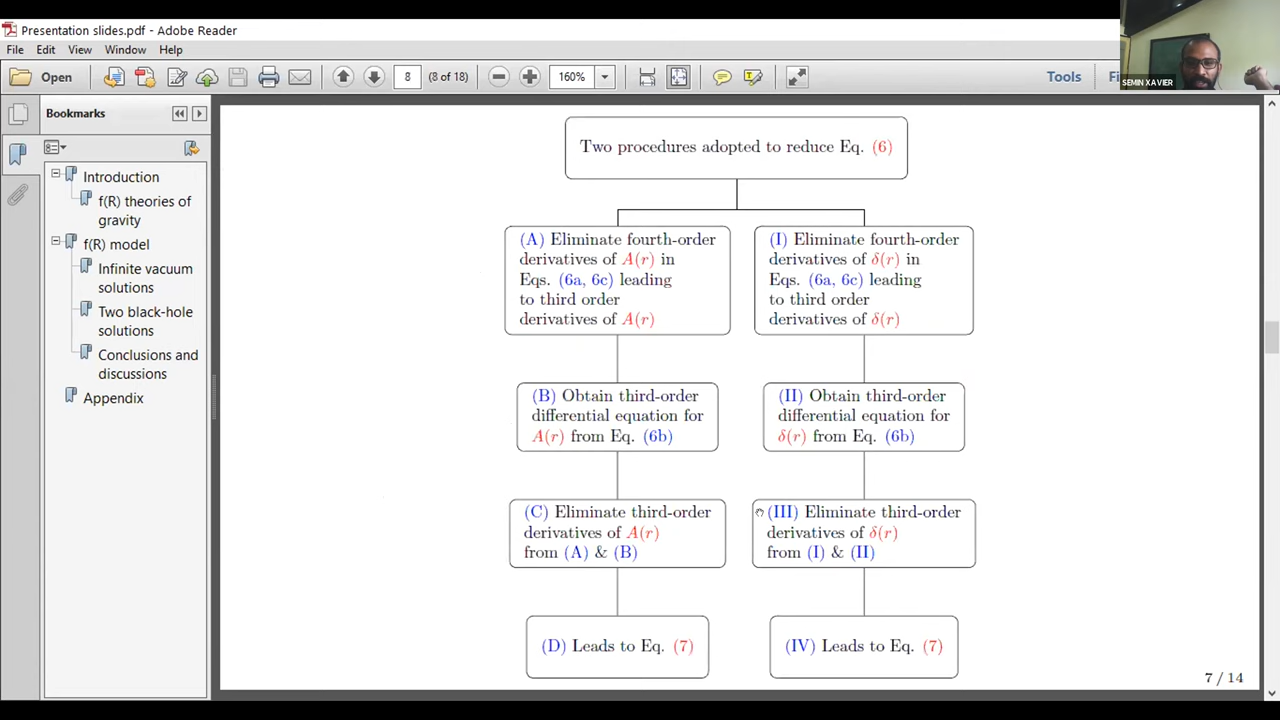 Presentation slides.pdf - Adobe Reader
File Edit View Window Help
Open 8 (8 of 18) 160% Tools
SEMIN XAVIER
Bookmarks
Introduction
f(R) theories of
gravity
f(R) model
Infinite vacuum
solutions
Two black-hole
solutions
Conclusions and
discussions
Appendix
Two procedures adopted to reduce Eq. (6)
(A) Eliminate fourth-order
derivatives of A(r) in
Eqs. (6a, 6c) leading
to third order
derivatives of A(r)
(B) Obtain third-order
differential equation for
A(r) from Eq. (6b)
(C) Eliminate third-order
derivatives of A(r)
from (A) & (B)
(D) Leads to Eq. (7)
(I) Eliminate fourth-order
derivatives of δ(r) in
Eqs. (6a, 6c) leading
to third order
derivatives of δ(r)
(II) Obtain third-order
differential equation for
δ(r) from Eq. (6b)
(III) Eliminate third-order
derivatives of δ(r)
from (I) & (II)
(IV) Leads to Eq. (7)
7 / 14